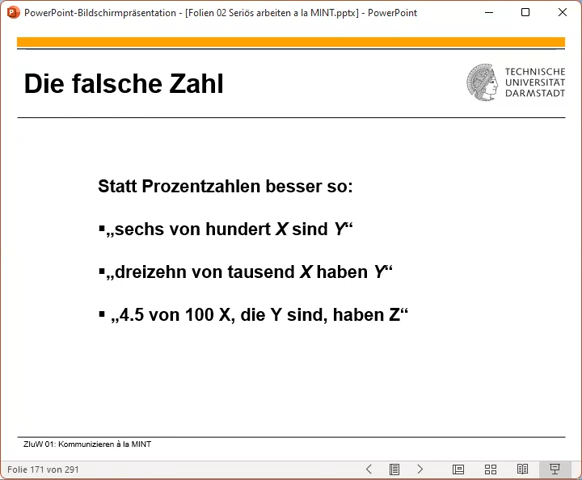 PowerPoint-Bildschirmpräsentation - [Folien 02 Seriös arbeiten a la MINT.pptx] - PowerPoint
Die falsche Zahl
TECHNISCHE
UNIVERSITÄT
DARMSTADT
Statt Prozentzahlen besser so:
▪„sechs von hundert X sind Y“
▪„dreizehn von tausend X haben Y“
▪ „4.5 von 100 X, die Y sind, haben Z“
ZIuW 01: Kommunizieren à la MINT
Folie 171 von 291